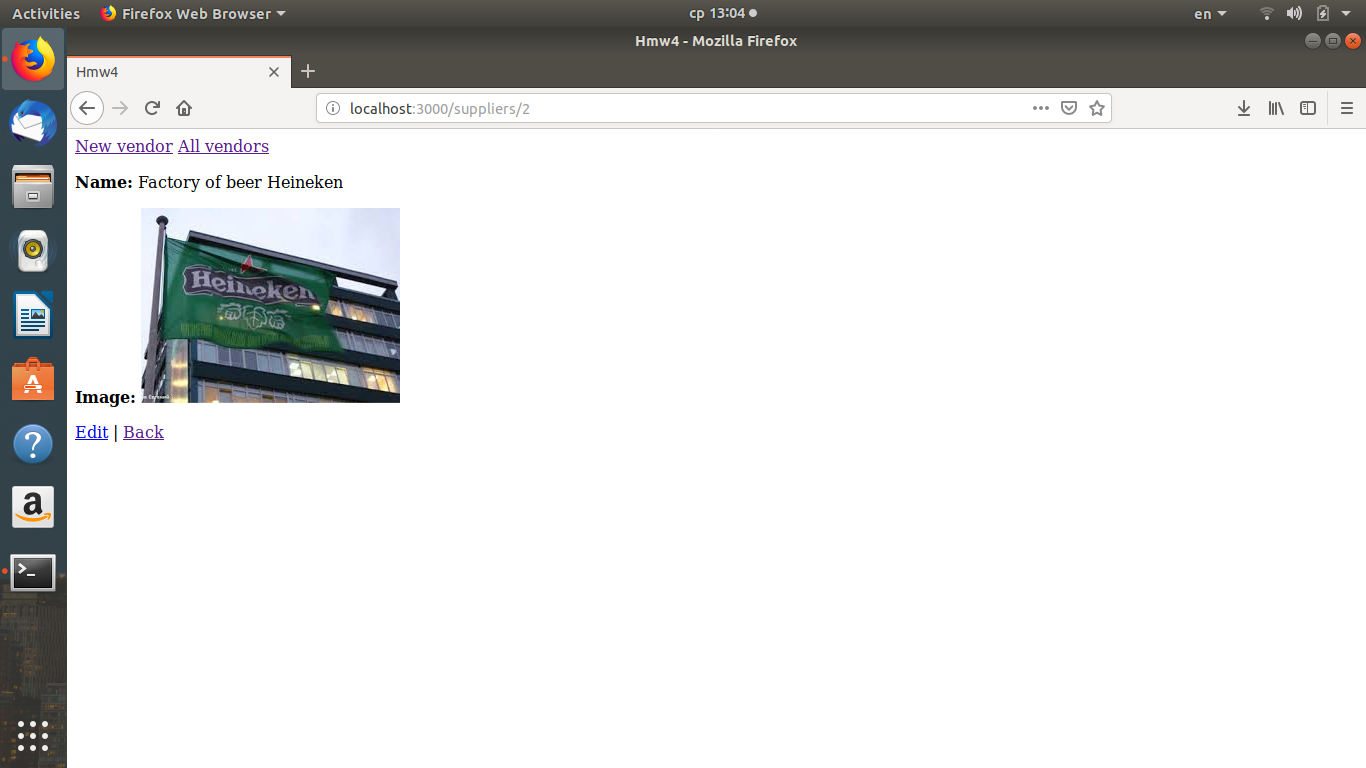 Activities Firefox Web Browser ср 13:04 en
Hmw4 - Mozilla Firefox
Hmw4
localhost:3000/suppliers/2
New vendor All vendors
Name: Factory of beer Heineken
Heineken
Image:
Edit | Back